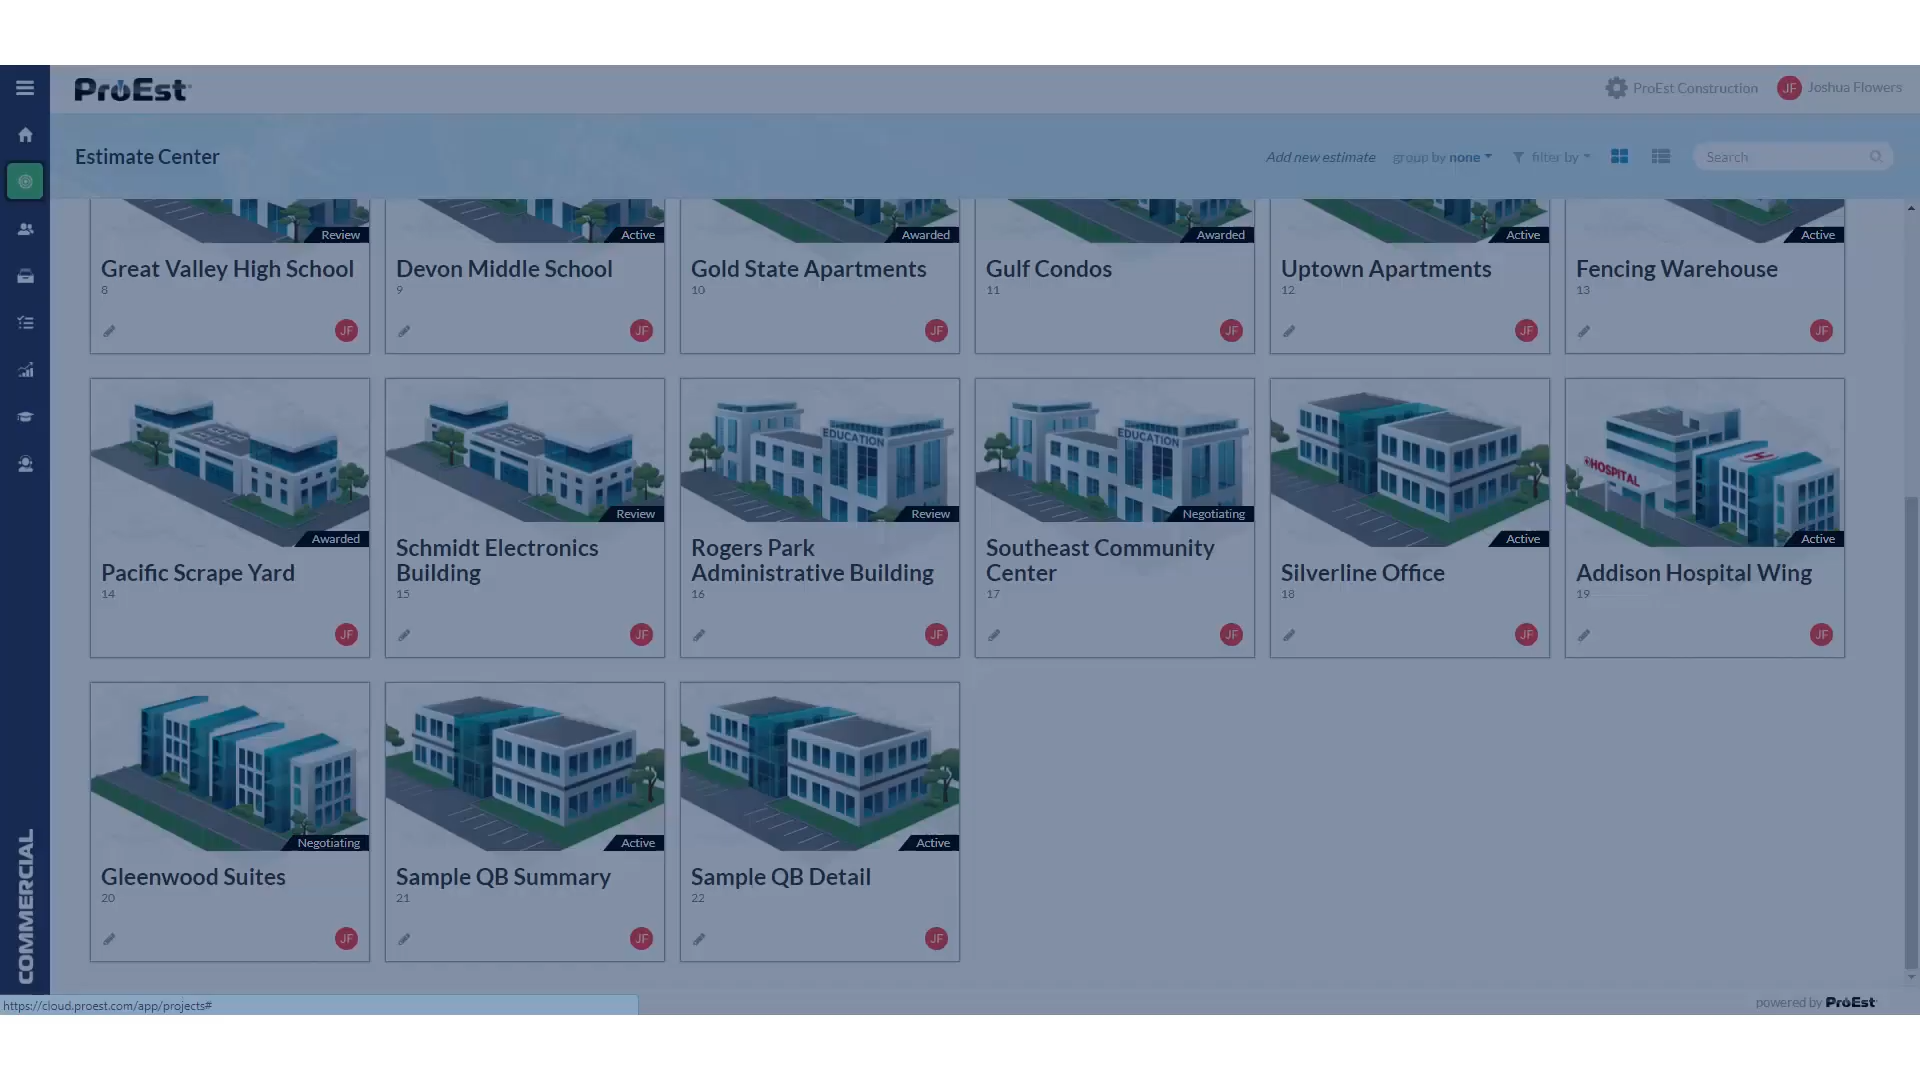 ProEst
ProEst Construction
JF
Joshua Flowers
Estimate Center
Add new estimate
group by none
filter by
Search
Review
Active
Awarded
Awarded
Active
Active
Great Valley High School
8
JF
Devon Middle School
9
JF
Gold State Apartments
10
JF
Gulf Condos
11
JF
Uptown Apartments
12
JF
Fencing Warehouse
13
JF
Awarded
Pacific Scrape Yard
14
JF
Review
Schmidt Electronics
Building
15
JF
EDUCATION
Review
Rogers Park
Administrative Building
16
JF
EDUCATION
Negotiating
Southeast Community
Center
17
JF
Active
Silverline Office
18
JF
HOSPITAL
H
Active
Addison Hospital Wing
19
JF
Negotiating
Gleenwood Suites
20
JF
Active
Sample QB Summary
21
JF
Active
Sample QB Detail
22
JF
COMMERCIAL
https://cloud.proest.com/app/projects#
powered by ProEst